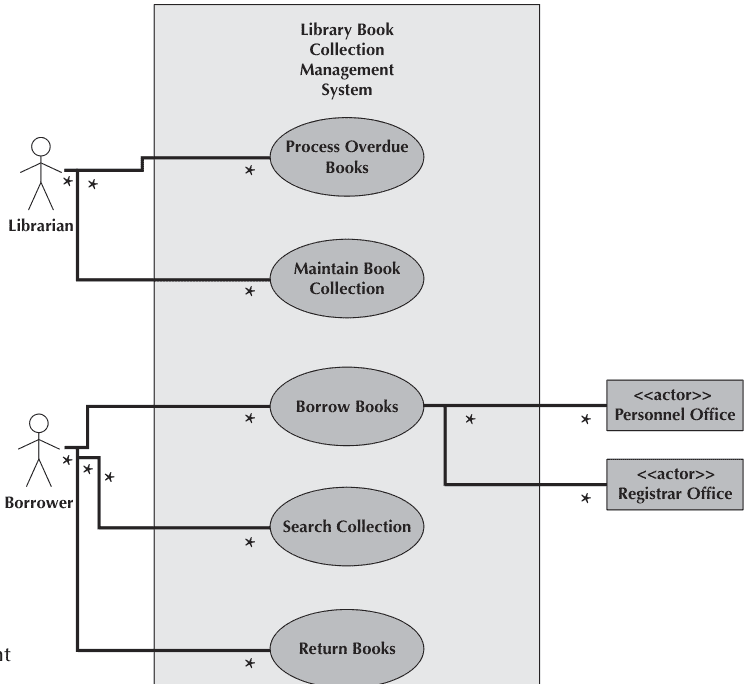 Library Book
Collection
Management
System
Process Overdue
Books
*
*
*
Librarian
Maintain Book
Collection
*
Borrow Books
*
*
*
<<actor>>
Personnel Office
*
*
*
Borrower
<<actor>>
Registrar Office
*
Search Collection
*
Return Books
*